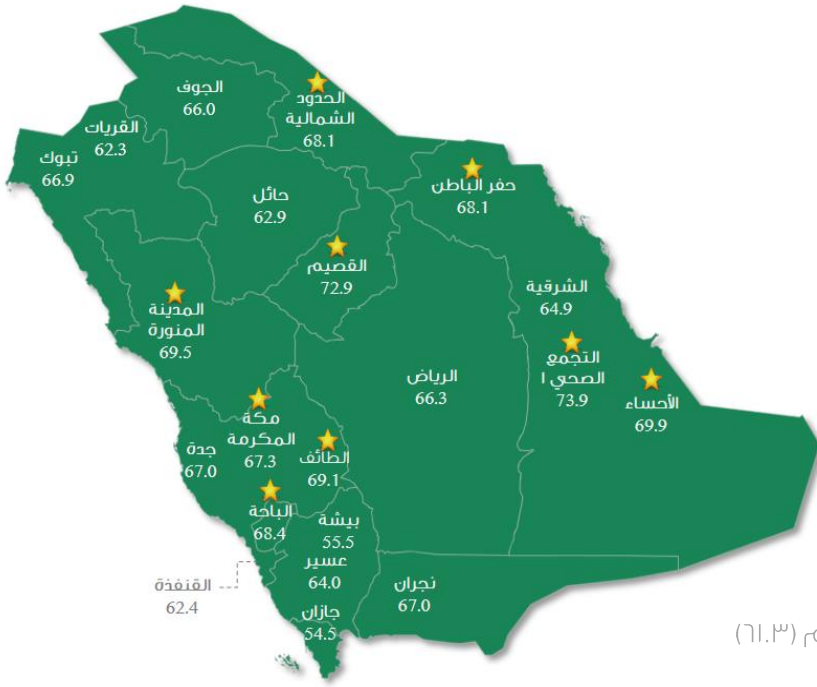 الجوف
66.0
الحدود
الشمالية
68.1
القريات
62.3
تبوك
66.9
حفر الباطن
68.1
حائل
62.9
القصيم
72.9
المدينة
المنورة
69.5
الشرقية
64.9
التجمع
الصحي ١
73.9
الأحساء
69.9
الرياض
66.3
مكة
المكرمة
67.3
جدة
67.0
الطائف
69.1
الباحة
68.4
بيشة
55.5
عسير
64.0
القنفذة
62.4
نجران
67.0
جازان
54.5
م (٦١.٣)